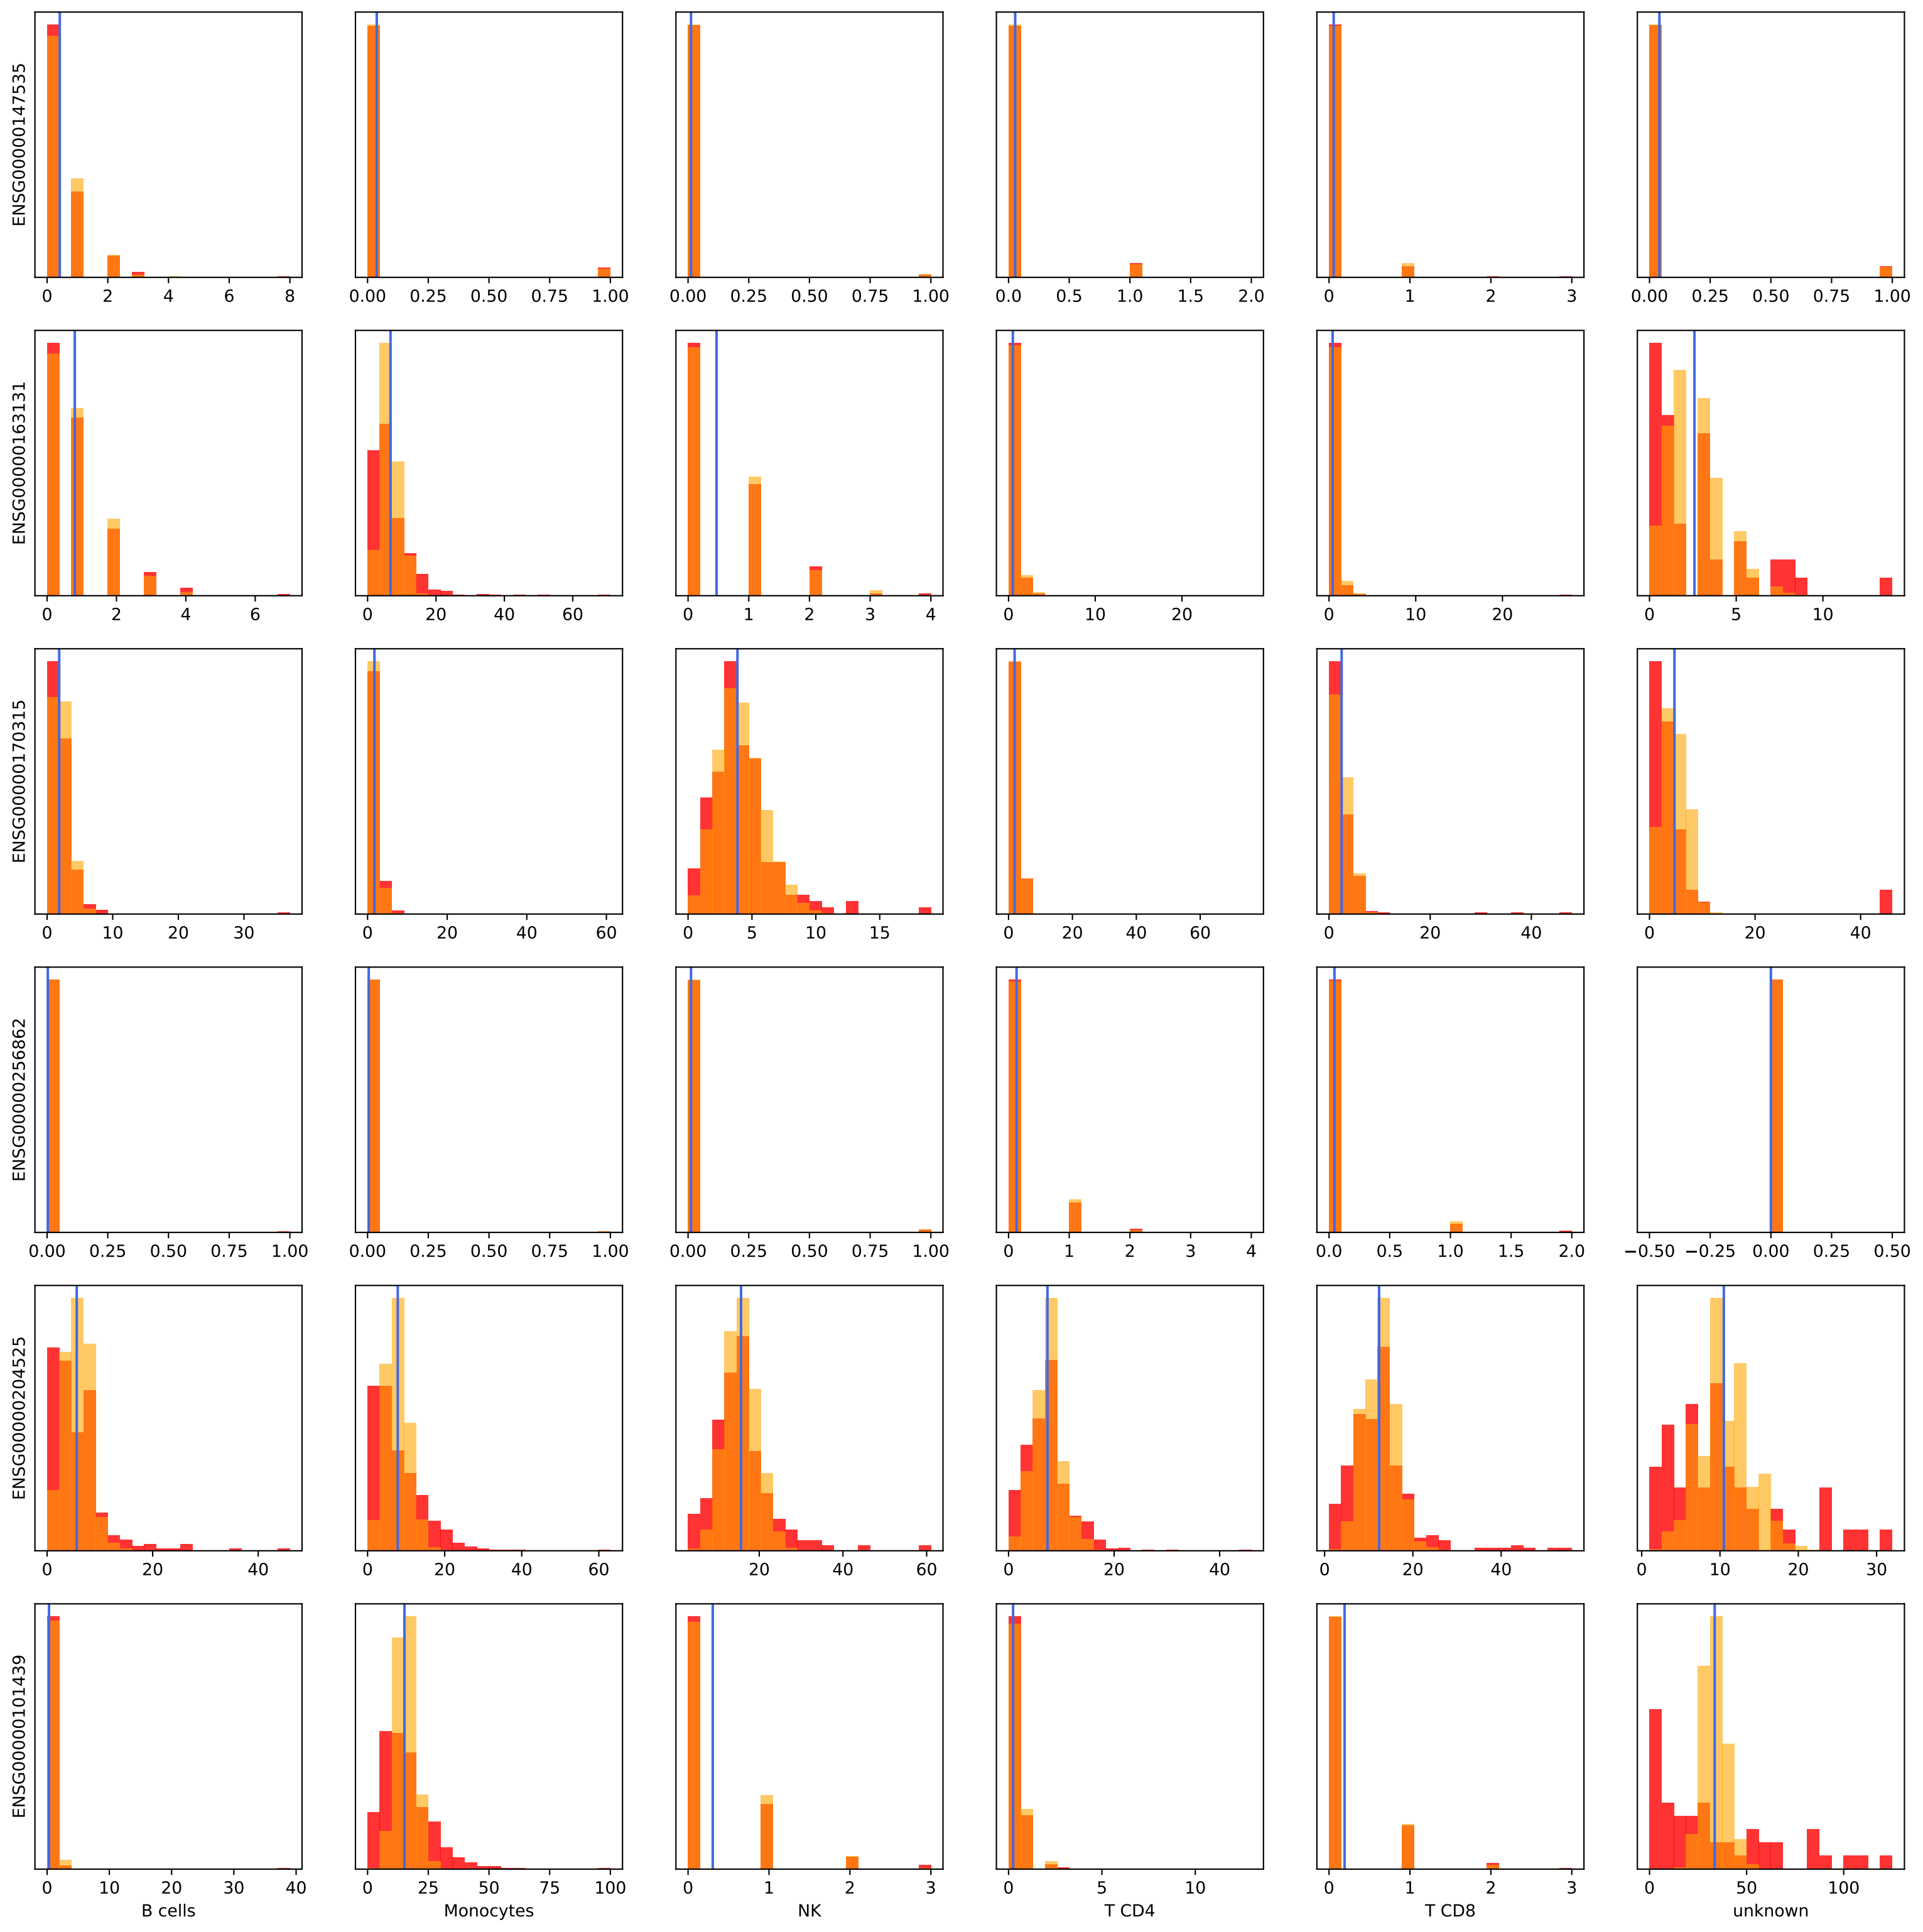 ENSG00000147535
0 2 4 6 8
0.00 0.25 0.50 0.75 1.00
0.00 0.25 0.50 0.75 1.00
0.0 0.5 1.0 1.5 2.0
0 1 2 3
0.00 0.25 0.50 0.75 1.00
ENSG00000163131
0 2 4 6
0 20 40 60
0 1 2 3 4
0 10 20
0 10 20
0 5 10
ENSG00000170315
0 10 20 30
0 20 40 60
0 5 10 15
0 20 40 60
0 20 40
0 20 40
ENSG00000256862
0.00 0.25 0.50 0.75 1.00
0.00 0.25 0.50 0.75 1.00
0.00 0.25 0.50 0.75 1.00
0 1 2 3 4
0.0 0.5 1.0 1.5 2.0
−0.50 −0.25 0.00 0.25 0.50
ENSG00000204525
0 20 40
0 20 40 60
20 40 60
0 20 40
0 20 40
0 10 20 30
ENSG00000101439
0 10 20 30 40
0 25 50 75 100
0 1 2 3
0 5 10
0 1 2 3
0 50 100
B cells
Monocytes
NK
T CD4
T CD8
unknown